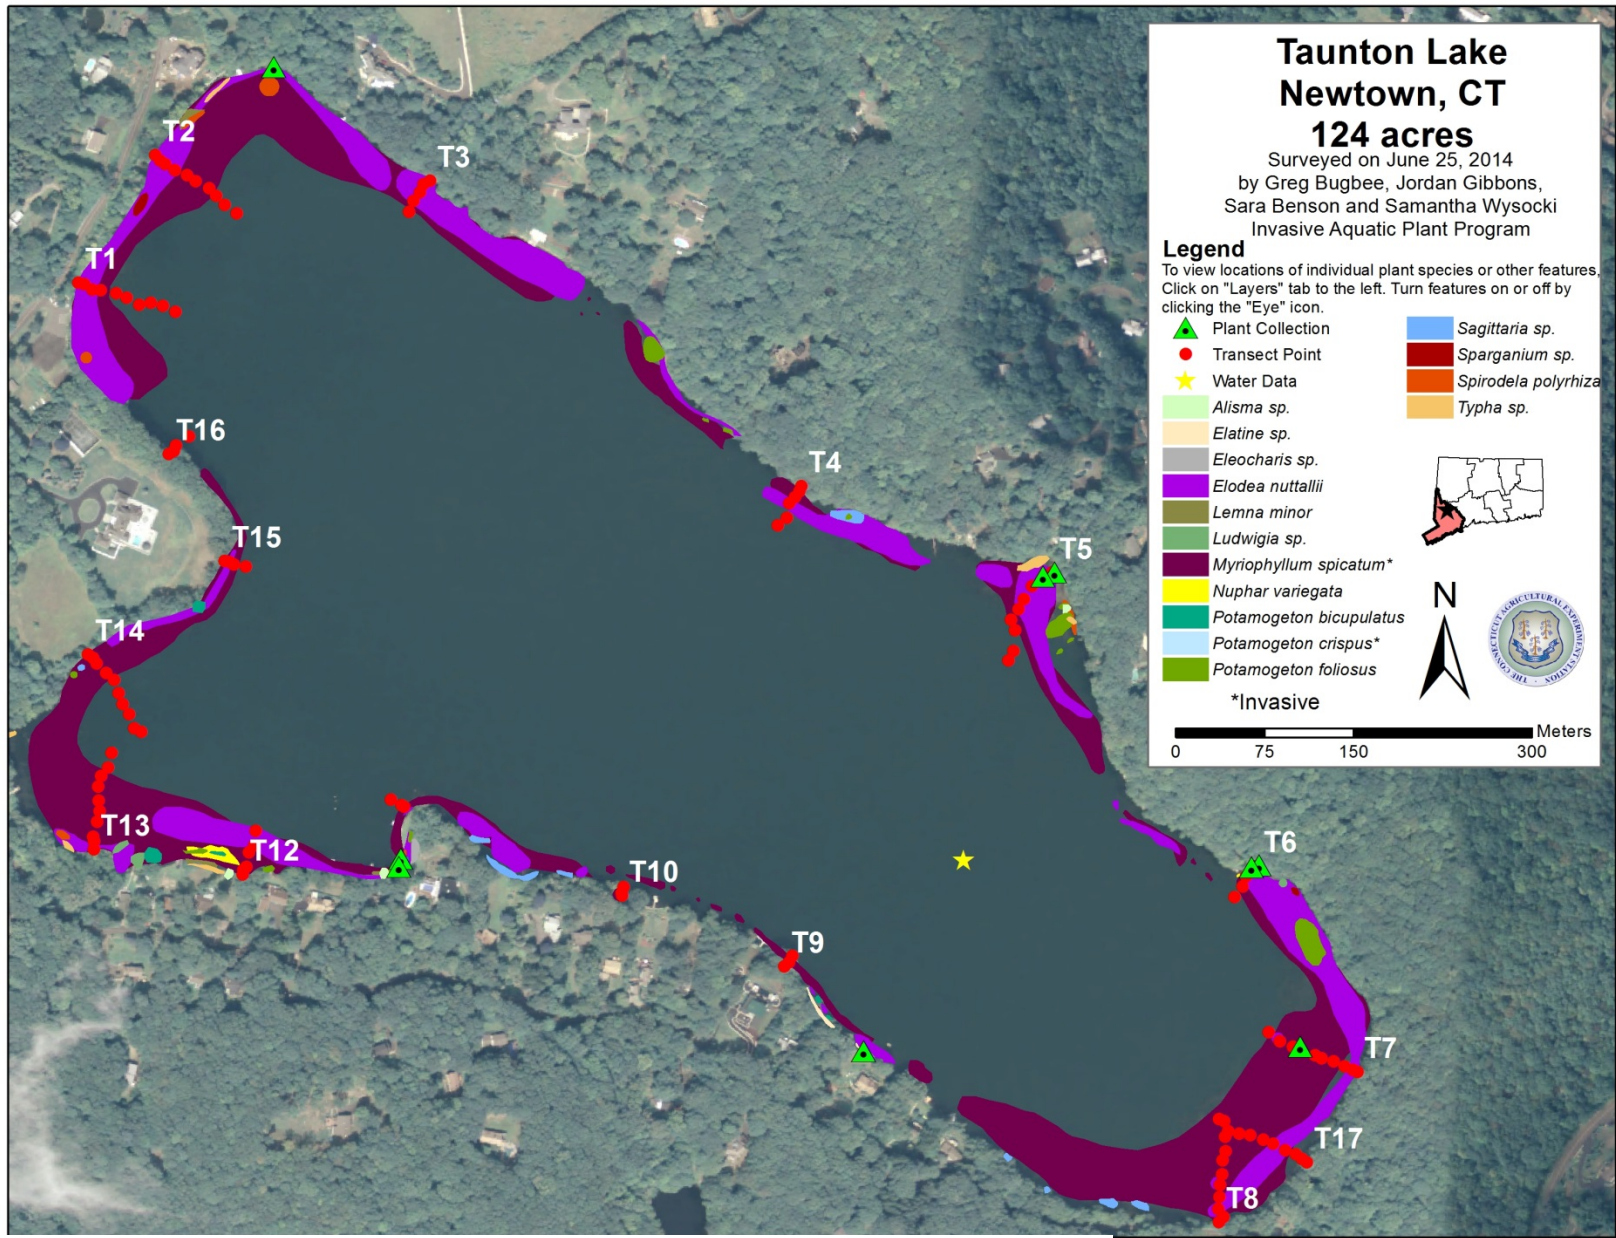 Taunton Lake
Newtown, CT
124 acres
Surveyed on June 25, 2014
by Greg Bugbee, Jordan Gibbons,
Sara Benson and Samantha Wysocki
Invasive Aquatic Plant Program
Legend
To view locations of individual plant species or other features,
Click on "Layers" tab to the left. Turn features on or off by
clicking the "Eye" icon.
Plant Collection
Transect Point
Water Data
Alisma sp.
Elatine sp.
Eleocharis sp.
Elodea nuttallii
Lemna minor
Ludwigia sp.
Myriophyllum spicatum*
Nuphar variegata
Potamogeton bicupulatus
Potamogeton crispus*
Potamogeton foliosus
Sagittaria sp.
Sparganium sp.
Spirodela polyrhiza
Typha sp.
*Invasive
N
THE CONNECTICUT AGRICULTURAL EXPERIMENT STATION
Meters
0 75 150 300
T2
T3
T1
T16
T4
T15
T5
T14
T13
T12
T6
T10
T9
T7
T17
T8